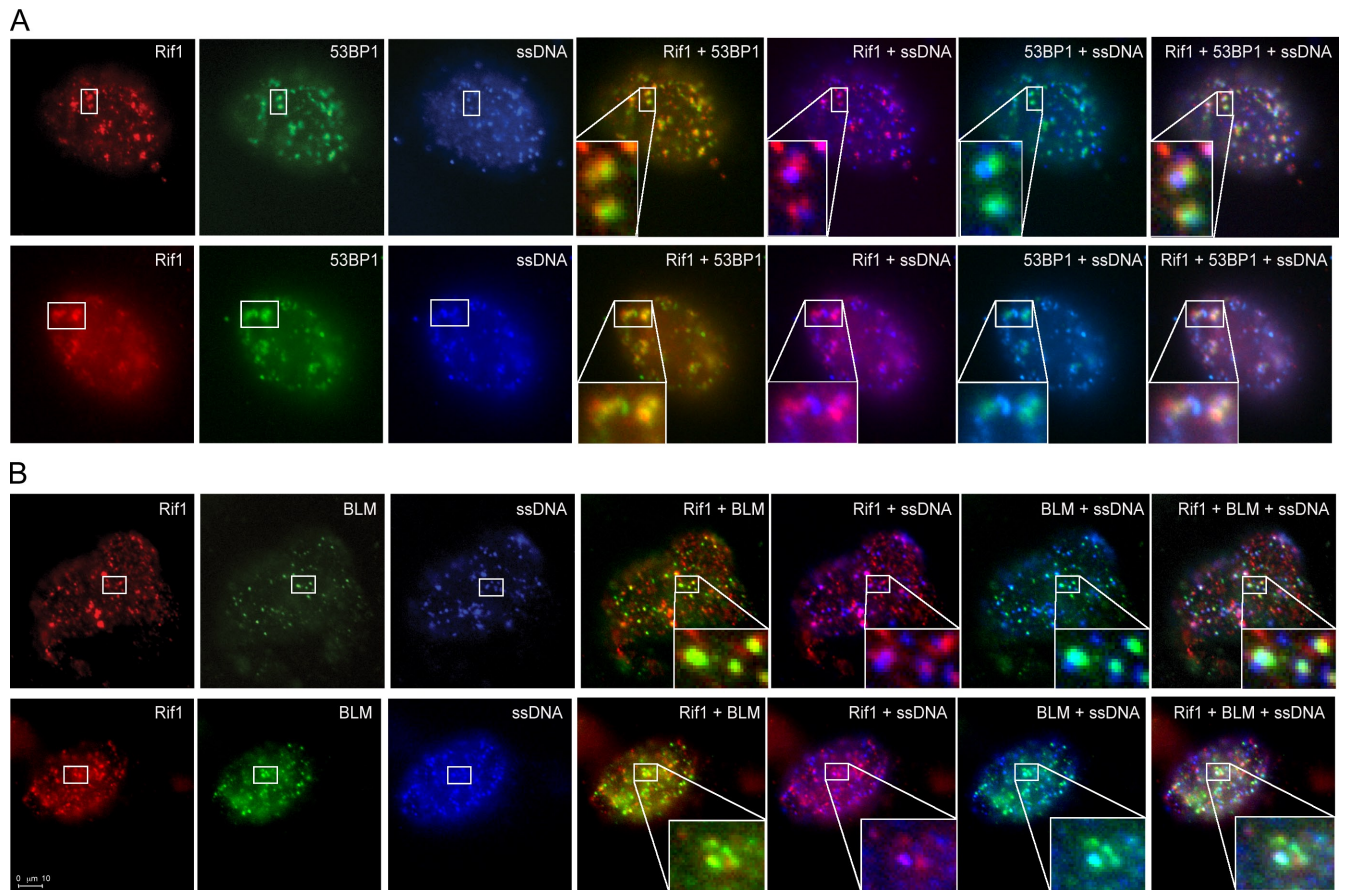 A
Rif1 53BP1 ssDNA Rif1 + 53BP1 Rif1 + ssDNA 53BP1 + ssDNA Rif1 + 53BP1 + ssDNA
Rif1 53BP1 ssDNA Rif1 + 53BP1 Rif1 + ssDNA 53BP1 + ssDNA Rif1 + 53BP1 + ssDNA
B
Rif1 BLM ssDNA Rif1 + BLM Rif1 + ssDNA BLM + ssDNA Rif1 + BLM + ssDNA
Rif1 BLM ssDNA Rif1 + BLM Rif1 + ssDNA BLM + ssDNA Rif1 + BLM + ssDNA
0 µm 10